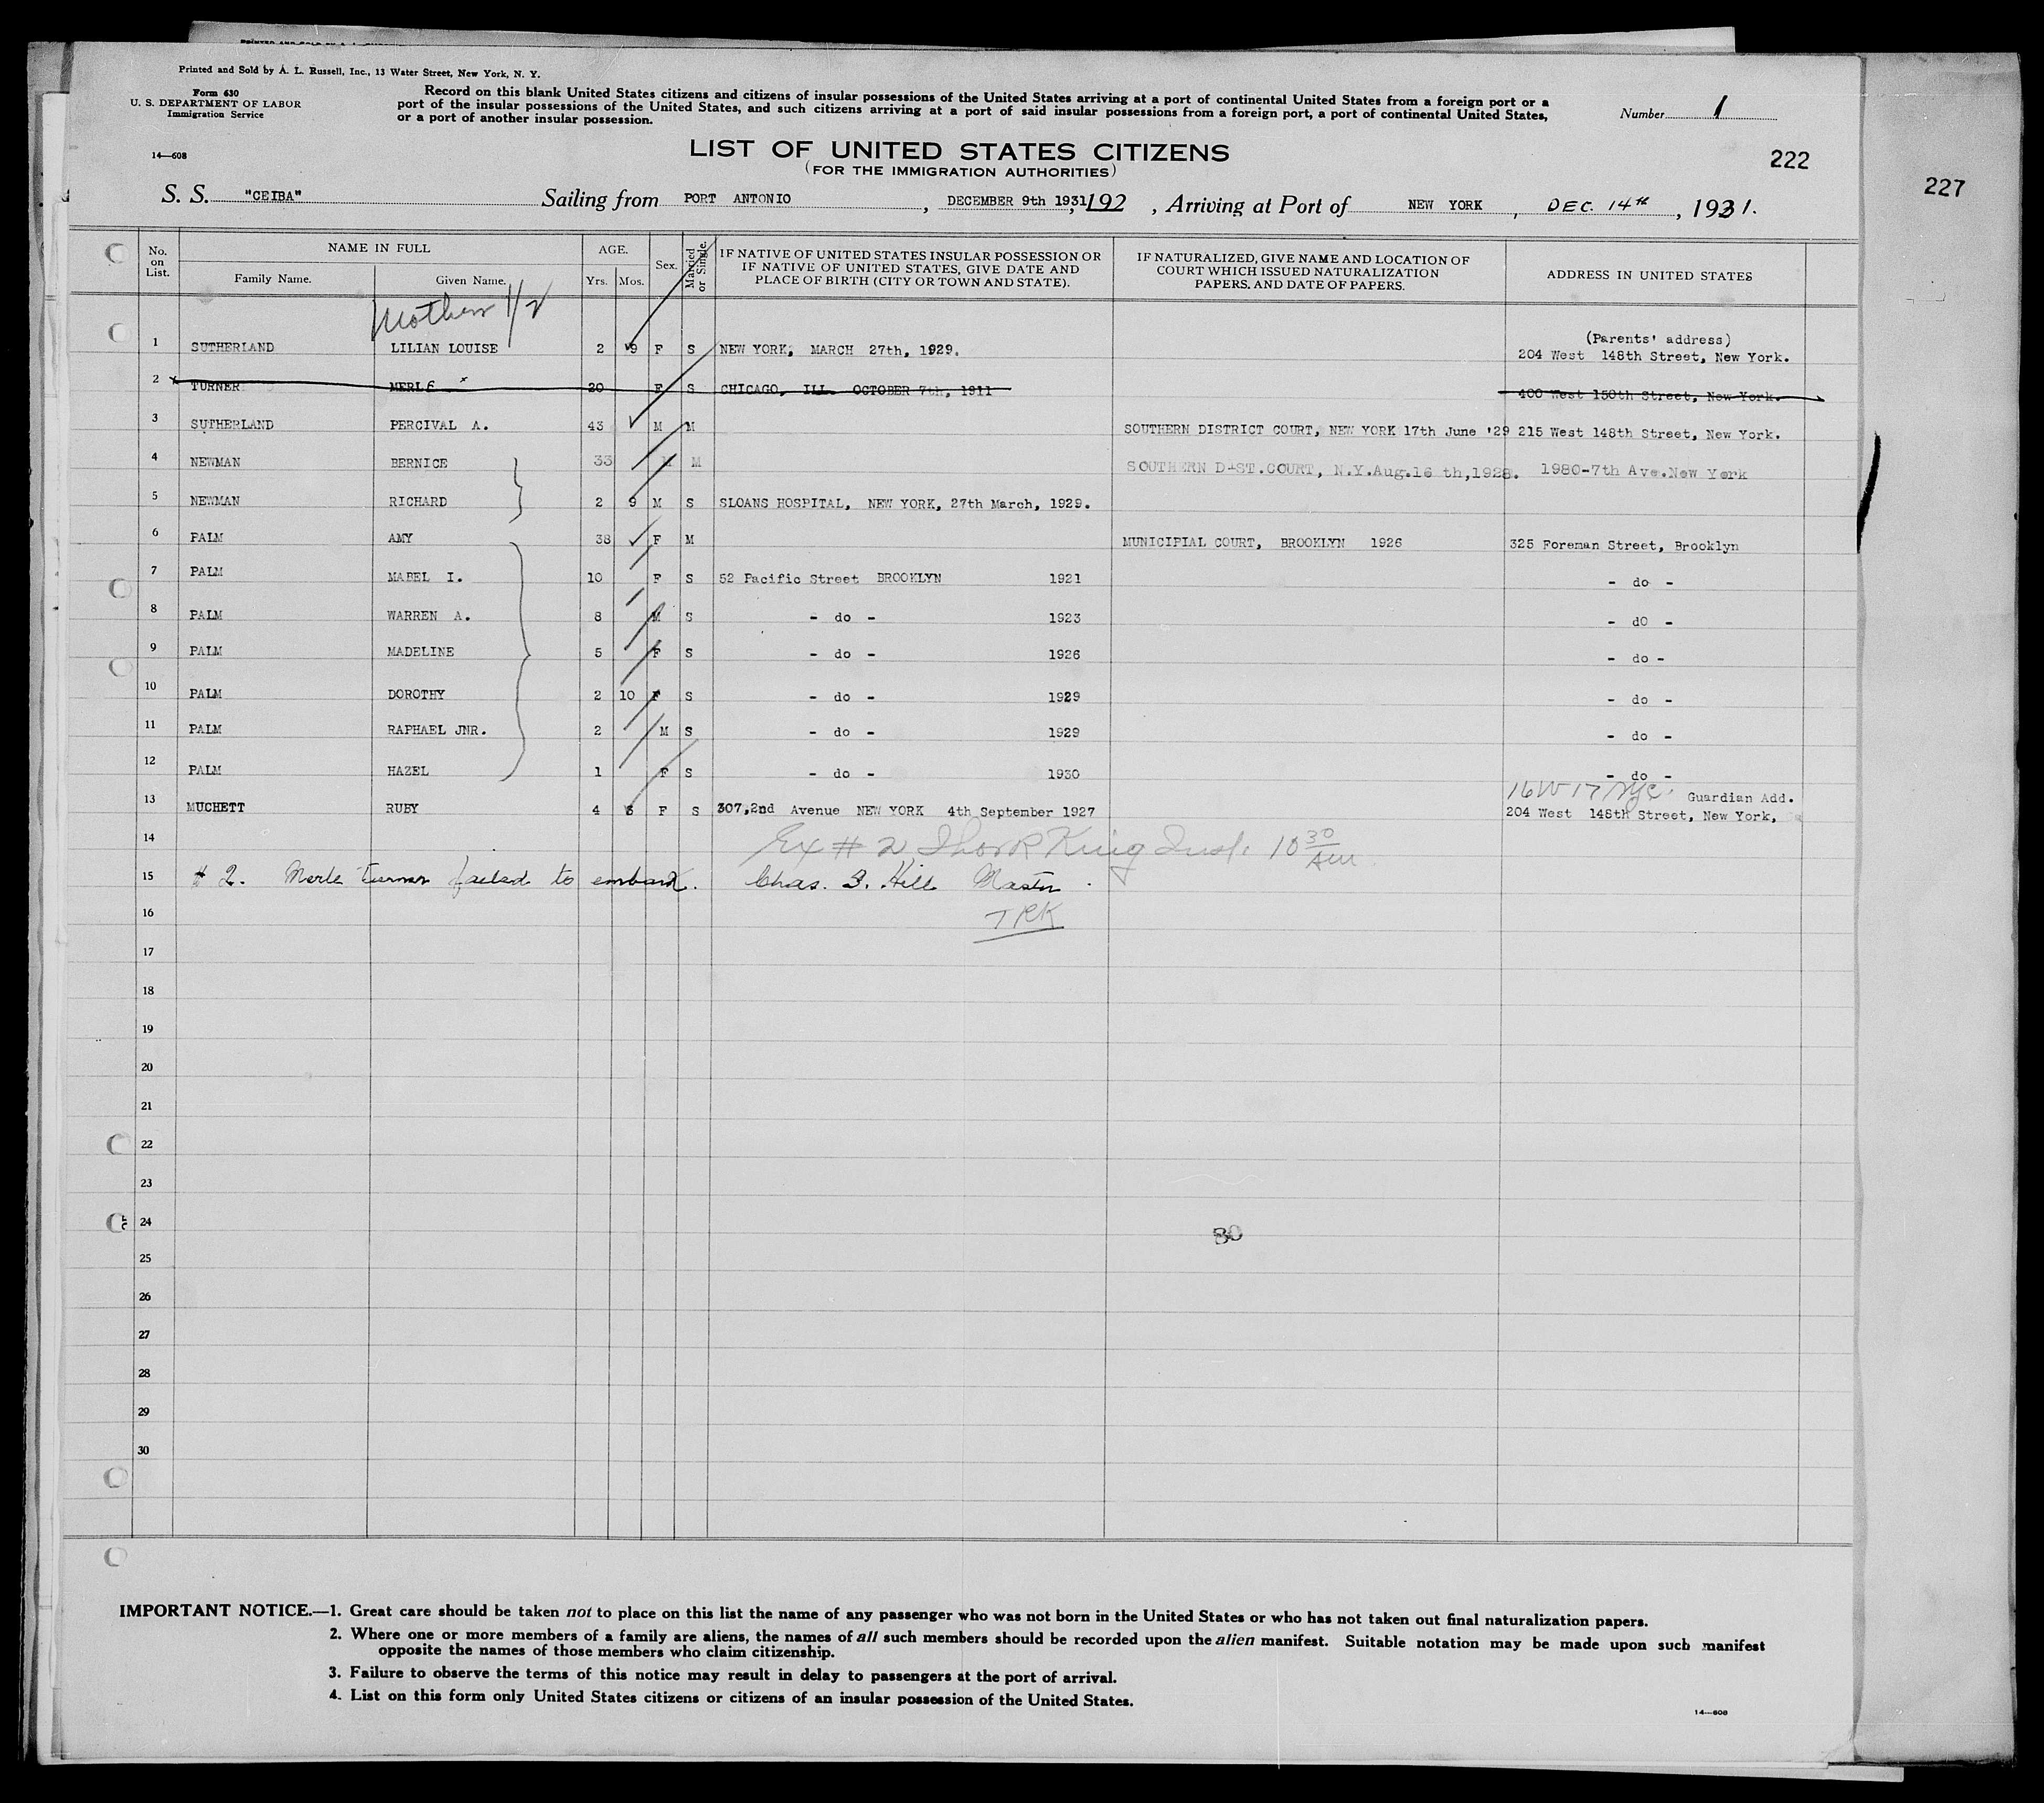 Printed and Sold by A. L. Russell, Inc., 13 Water Street, New York, N. Y.
Form 630
U. S. DEPARTMENT OF LABOR
Immigration Service
14—608
Record on this blank United States citizens and citizens of insular possessions of the United States arriving at a port of continental United States from a foreign port or a
port of the insular possessions of the United States, and such citizens arriving at a port of said insular possessions from a foreign port, a port of continental United States,
or a port of another insular possession.
Number 1
LIST OF UNITED STATES CITIZENS
(FOR THE IMMIGRATION AUTHORITIES)
222
227
S. S. "CEIBA" Sailing from PORT ANTONIO, DECEMBER 9th 1931, 192 , Arriving at Port of NEW YORK, DEC. 14th, 1931.
No. on List. NAME IN FULL Family Name. Given Name. AGE. Yrs. Mos. Sex. Married or Single. IF NATIVE OF UNITED STATES INSULAR POSSESSION OR IF NATIVE OF UNITED STATES, GIVE DATE AND PLACE OF BIRTH (CITY OR TOWN AND STATE). IF NATURALIZED, GIVE NAME AND LOCATION OF COURT WHICH ISSUED NATURALIZATION PAPERS, AND DATE OF PAPERS. ADDRESS IN UNITED STATES
Mother 1/2
(Parents' address)
1 SUTHERLAND LILIAN LOUISE 2 9 F S NEW YORK, MARCH 27th, 1929. 204 West 148th Street, New York.
2 x TURNER MERLE x 20 F S CHICAGO, ILL OCTOBER 7th, 1911 400 West 150th Street, New York.
3 SUTHERLAND PERCIVAL A. 43 M M SOUTHERN DISTRICT COURT, NEW YORK 17th June '29 215 West 148th Street, New York.
4 NEWMAN BERNICE 33 M M SOUTHERN DIST.COURT, N.Y.Aug.16 th,1928. 1980-7th Ave.New York
5 NEWMAN RICHARD 2 9 M S SLOANS HOSPITAL, NEW YORK, 27th March, 1929.
6 PALM AMY 38 F M MUNICIPIAL COURT, BROOKLYN 1926 325 Foreman Street, Brooklyn
7 PALM MABEL I. 10 F S 52 Pacific Street BROOKLYN 1921 - do -
8 PALM WARREN A. 8 M S - do - 1923 - dO -
9 PALM MADELINE 5 F S - do - 1926 - do -
10 PALM DOROTHY 2 10 F S - do - 1929 - do -
11 PALM RAPHAEL JNR. 2 M S - do - 1929 - do -
12 PALM HAZEL 1 F S - do - 1930 - do -
16 W 17 NYC. Guardian Add.
13 MUCHETT RUBY 4 3 F S 307,2nd Avenue NEW YORK 4th September 1927 204 West 148th Street, New York,
14 Ex # 2 King Insp. 10 30 AM
15 # 2. Merle Turner failed to embark. Chas. S. Hill Master.
16 TRK
17
18
19
20
21
22
23
24
30
25
26
27
28
29
30
IMPORTANT NOTICE.—1. Great care should be taken not to place on this list the name of any passenger who was not born in the United States or who has not taken out final naturalization papers.
2. Where one or more members of a family are aliens, the names of all such members should be recorded upon the alien manifest. Suitable notation may be made upon such manifest
opposite the names of those members who claim citizenship.
3. Failure to observe the terms of this notice may result in delay to passengers at the port of arrival.
4. List on this form only United States citizens or citizens of an insular possession of the United States.
14—608